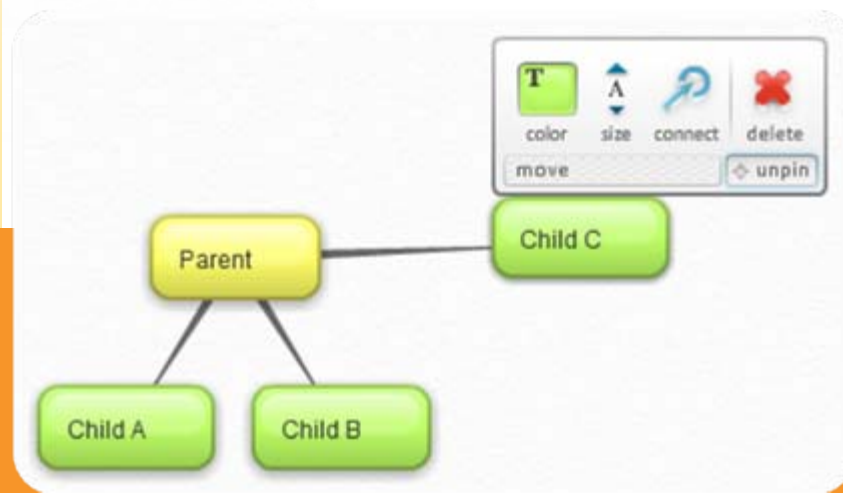 T A
color size connect delete
move unpin
Child C
Parent
Child A Child B